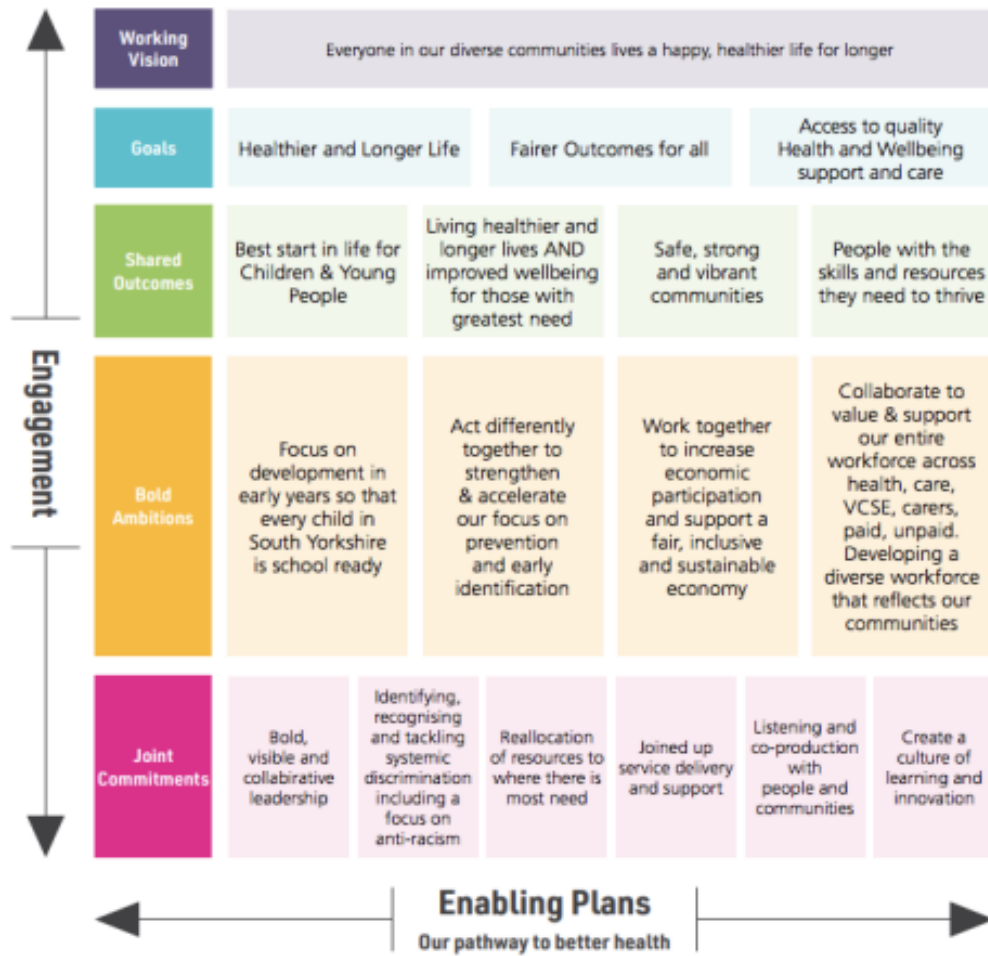 Working
Vision
Everyone in our diverse communities lives a happy, healthier life for longer
Goals
Healthier and Longer Life
Fairer Outcomes for all
Access to quality
Health and Wellbeing
support and care
Shared
Outcomes
Best start in life for
Children & Young
People
Living healthier and
longer lives AND
improved wellbeing
for those with
greatest need
Safe, strong
and vibrant
communities
People with the
skills and resources
they need to thrive
Engagement
Bold
Ambitions
Focus on
development in
early years so that
every child in
South Yorkshire
is school ready
Act differently
together to
strengthen
& accelerate
our focus on
prevention
and early
identification
Work together
to increase
economic
participation
and support a
fair, inclusive
and sustainable
economy
Collaborate to
value & support
our entire
workforce across
health, care,
VCSE, carers,
paid, unpaid.
Developing a
diverse workforce
that reflects our
communities
Joint
Commitments
Bold,
visible and
collabirative
leadership
Identifying,
recognising
and tackling
systemic
discrimination
including a
focus on
anti-racism
Reallocation
of resources to
where there is
most need
Joined up
service delivery
and support
Listening and
co-production
with
people and
communities
Create a
culture of
learning and
innovation
Enabling Plans
Our pathway to better health